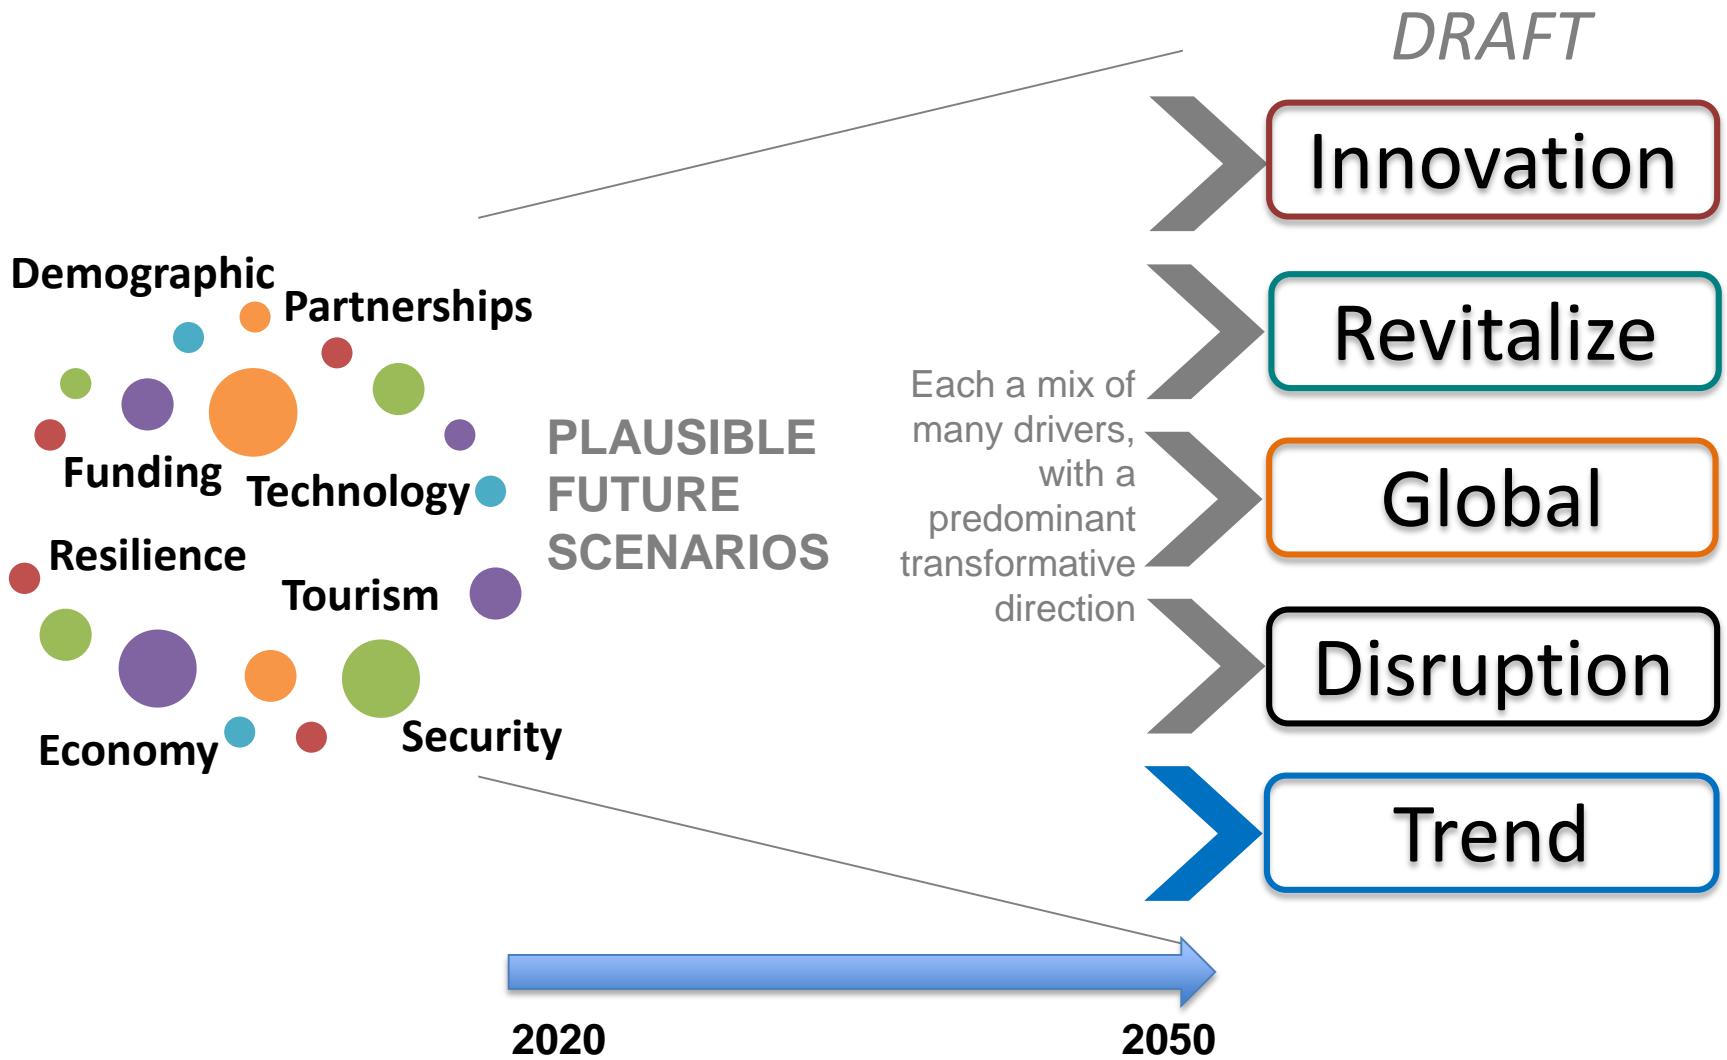 DRAFT
Demographic
Partnerships
Funding
Technology
Resilience
Tourism
Economy
Security
PLAUSIBLE
FUTURE
SCENARIOS
Each a mix of
many drivers,
with a
predominant
transformative
direction
Innovation
Revitalize
Global
Disruption
Trend
2020
2050